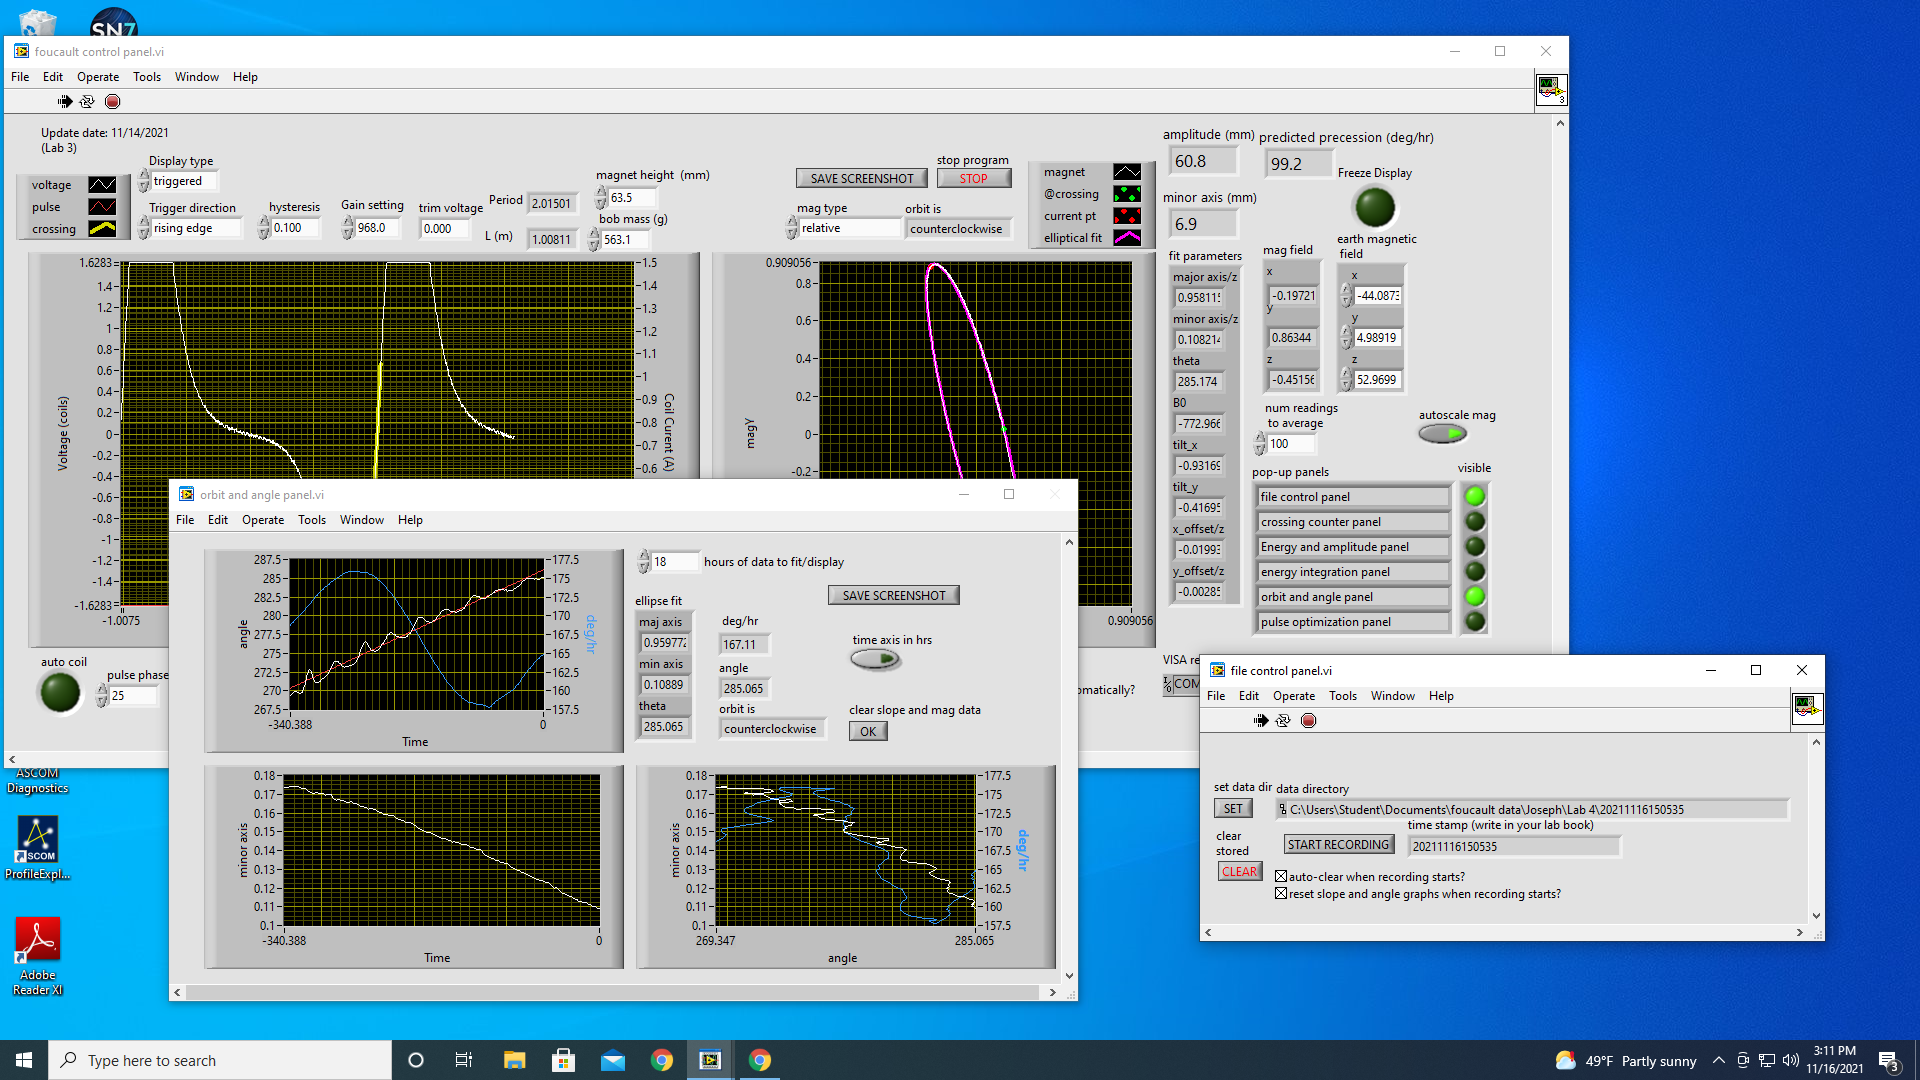 SN7
foucault control panel.vi
File Edit Operate Tools Window Help
3
Update date: 11/14/2021
(Lab 3)
voltage
pulse
crossing
Display type
triggered
Trigger direction
rising edge
hysteresis
0.100
Gain setting
968.0
trim voltage
0.000
Period 2.01501
L (m) 1.00811
magnet height (mm)
63.5
bob mass (g)
563.1
SAVE SCREENSHOT
stop program
STOP
mag type
relative
orbit is
counterclockwise
magnet
@crossing
current pt
elliptical fit
amplitude (mm)
60.8
minor axis (mm)
6.9
predicted precession (deg/hr)
99.2
Freeze Display
fit parameters
major axis/z
0.95811
minor axis/z
0.108214
theta
285.174
B0
-772.966
tilt_x
-0.93169
tilt_y
-0.41695
x_offset/z
-0.01993
y_offset/z
-0.00285
mag field
x
-0.19721
y
0.86344
z
-0.45156
earth magnetic
field
x
-44.0873
y
4.98919
z
52.9699
num readings
to average
100
autoscale mag
pop-up panels
visible
file control panel
crossing counter panel
Energy and amplitude panel
energy integration panel
orbit and angle panel
pulse optimization panel
Voltage (coils)
1.6283
1.4
1.2
1
0.8
0.6
0.4
0.2
0
-0.2
-0.4
-0.6
-0.8
-1
-1.2
-1.4
-1.6283
-1.0075
1.5
1.4
1.3
1.2
1.1
1
0.9
0.8
0.7
0.6
Coil Curent (A)
magY
0.909056
0.8
0.6
0.4
0.2
0
-0.2
0.909056
auto coil
pulse phase
25
omatically?
VISA re
COM
orbit and angle panel.vi
File Edit Operate Tools Window Help
angle
287.5
285
282.5
280
277.5
275
272.5
270
267.5
177.5
175
172.5
170
167.5
165
162.5
160
157.5
deg/hr
-340.388 0
Time
18 hours of data to fit/display
SAVE SCREENSHOT
ellipse fit
maj axis
0.959772
min axis
0.10889
theta
285.065
deg/hr
167.11
angle
285.065
orbit is
counterclockwise
time axis in hrs
clear slope and mag data
OK
minor axis
0.18
0.17
0.16
0.15
0.14
0.13
0.12
0.11
0.1
-340.388 0
Time
minor axis
0.18
0.17
0.16
0.15
0.14
0.13
0.12
0.11
0.1
177.5
175
172.5
170
167.5
165
162.5
160
157.5
deg/hr
269.347 285.065
angle
file control panel.vi
File Edit Operate Tools Window Help
set data dir
SET
data directory
C:\Users\Student\Documents\foucault data\Joseph\Lab 4\20211116150535
clear
stored
CLEAR
START RECORDING
time stamp (write in your lab book)
20211116150535
auto-clear when recording starts?
reset slope and angle graphs when recording starts?
ASCOM
Diagnostics
SCOM
ProfileExpl...
Adobe
Reader XI
Type here to search
49°F Partly sunny
3:11 PM
11/16/2021
3